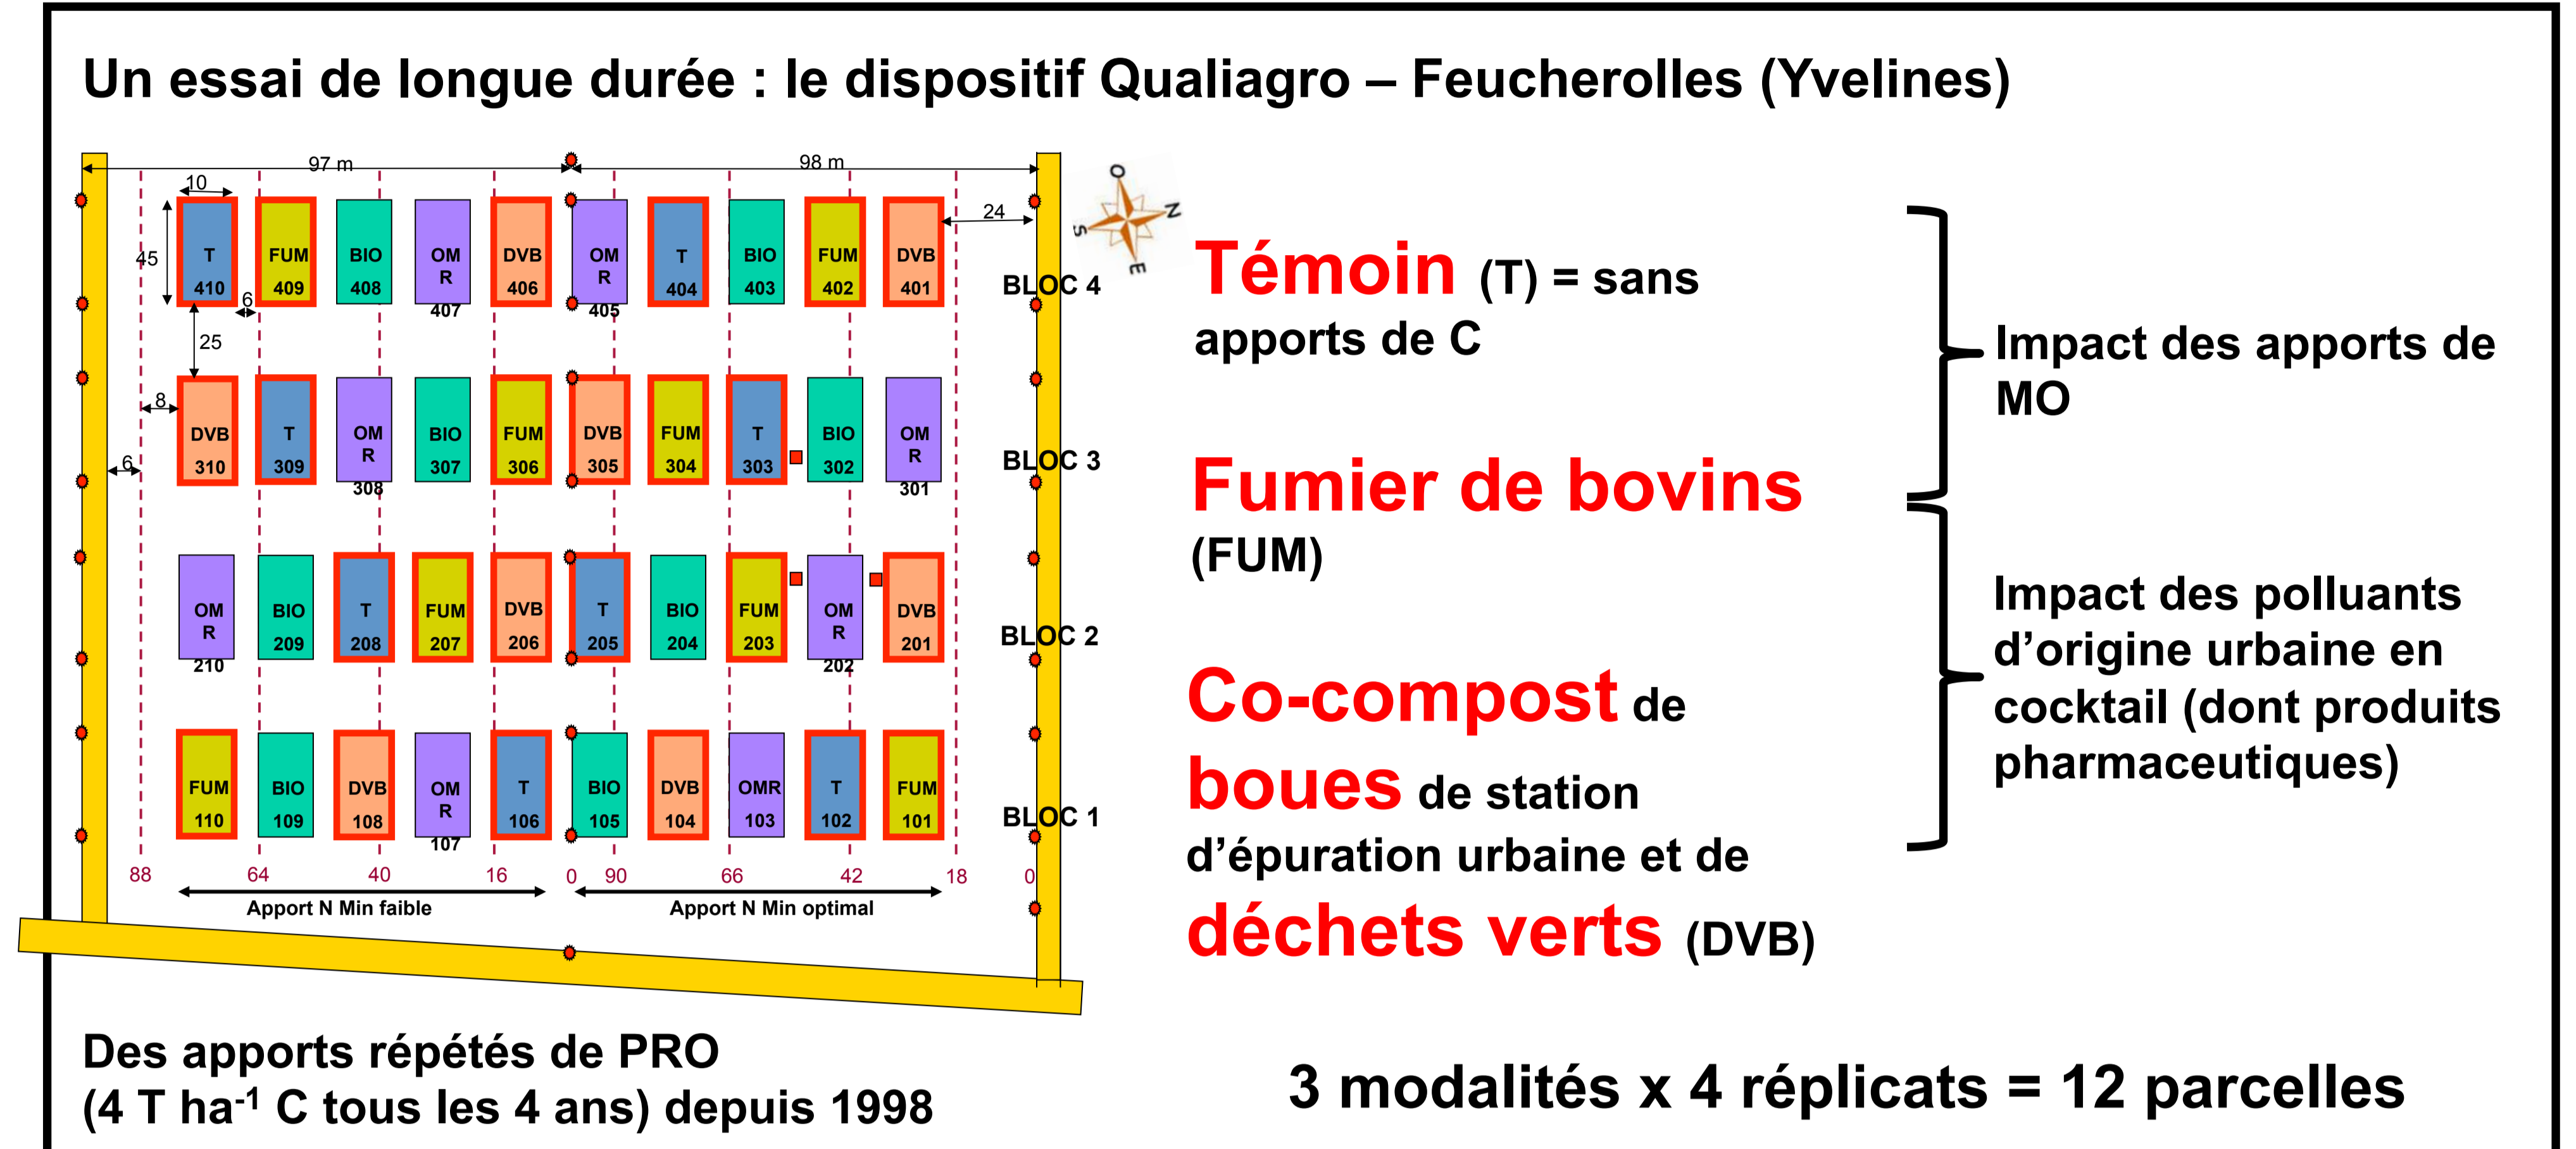 Un essai de longue durée : le dispositif Qualiagro – Feucherolles (Yvelines)
97 m
98 m
10
24
45
6
25
8
6
O
N
S
E
T
410
FUM
409
BIO
408
OM
R
407
DVB
406
OM
R
405
T
404
BIO
403
FUM
402
DVB
401
BLOC 4
DVB
310
T
309
OM
R
308
BIO
307
FUM
306
DVB
305
FUM
304
T
303
BIO
302
OM
R
301
BLOC 3
OM
R
210
BIO
209
T
208
FUM
207
DVB
206
T
205
BIO
204
FUM
203
OM
R
202
DVB
201
BLOC 2
FUM
110
BIO
109
DVB
108
OM
R
107
T
106
BIO
105
DVB
104
OMR
103
T
102
FUM
101
BLOC 1
88 64 40 16 0 90 66 42 18 0
Apport N Min faible
Apport N Min optimal
Témoin (T) = sans
apports de C
Fumier de bovins
(FUM)
Co-compost de
boues de station
d'épuration urbaine et de
déchets verts (DVB)
Impact des apports de
MO
Impact des polluants
d'origine urbaine en
cocktail (dont produits
pharmaceutiques)
Des apports répétés de PRO
(4 T ha⁻¹ C tous les 4 ans) depuis 1998
3 modalités x 4 réplicats = 12 parcelles